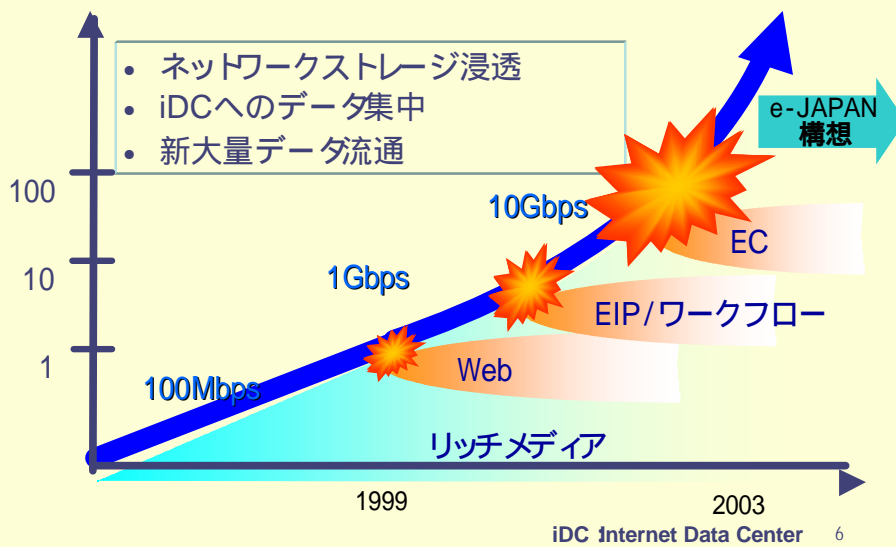 • ネットワークストレージ浸透
• iDCへのデータ集中
• 新大量データ流通
e-JAPAN
構想
100
10Gbps
EC
10
1Gbps
EIP/ワークフロー
1
Web
100Mbps
リッチメディア
1999
2003
iDC :Internet Data Center
6